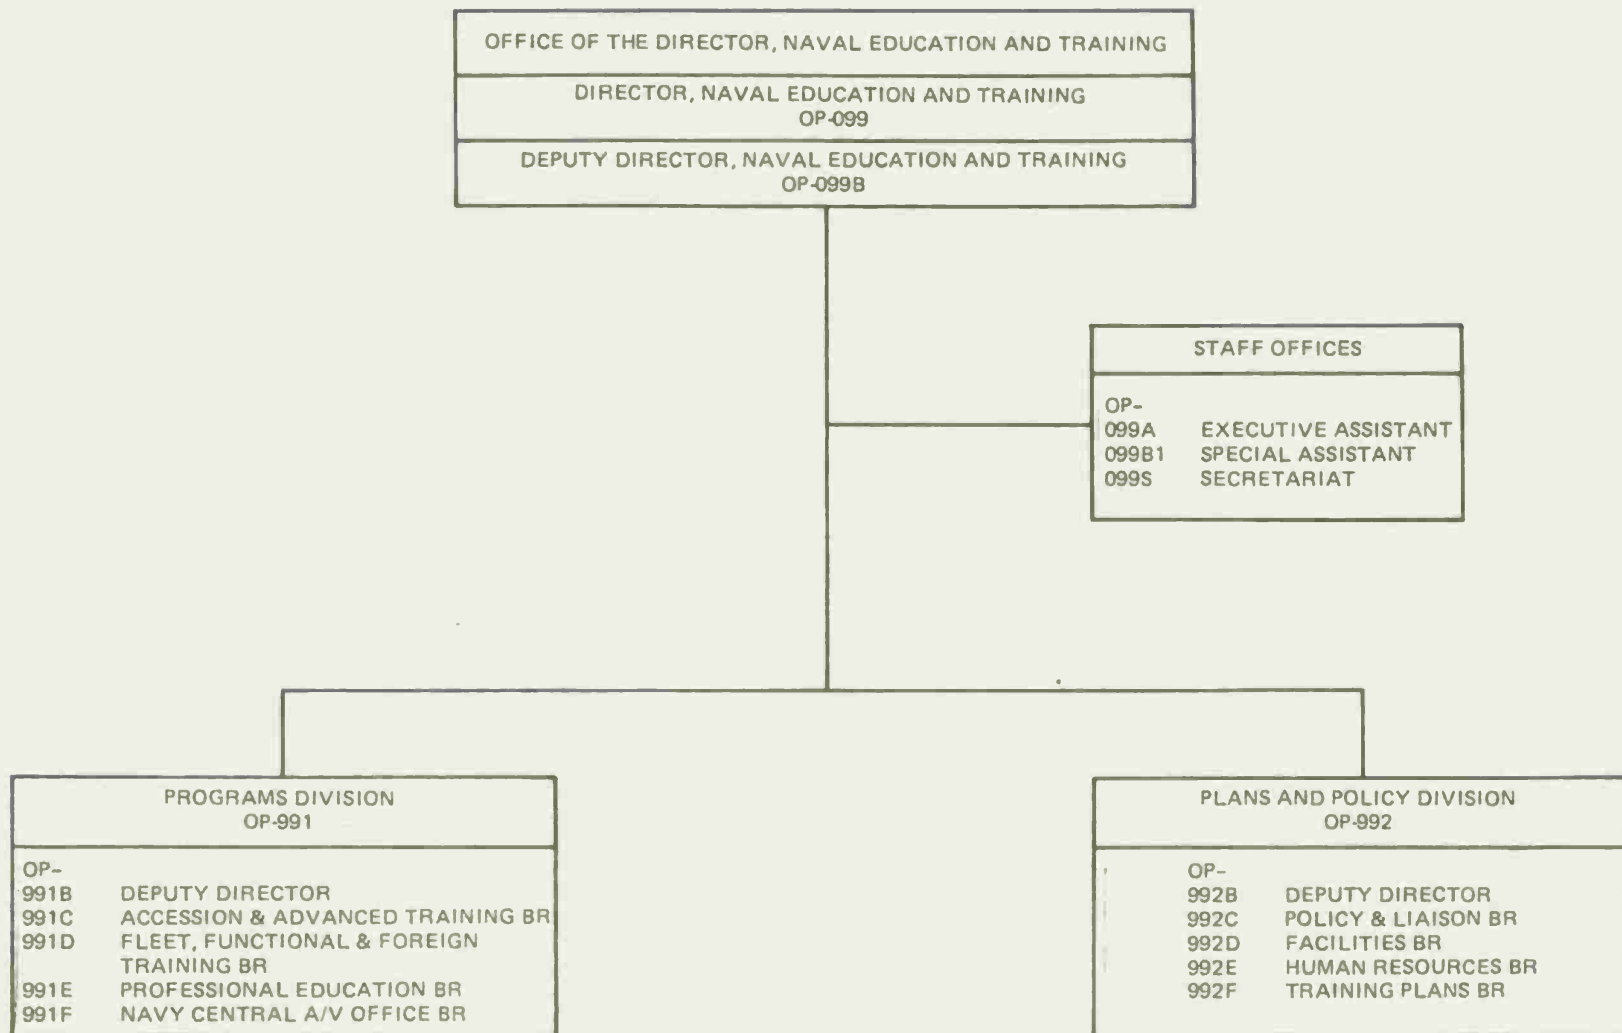 OFFICE OF THE DIRECTOR, NAVAL EDUCATION AND TRAINING
DIRECTOR, NAVAL EDUCATION AND TRAINING
OP-099
DEPUTY DIRECTOR, NAVAL EDUCATION AND TRAINING
OP-099B
STAFF OFFICES
OP-
099A EXECUTIVE ASSISTANT
099B1 SPECIAL ASSISTANT
099S SECRETARIAT
PROGRAMS DIVISION
OP-991
OP-
991B DEPUTY DIRECTOR
991C ACCESSION & ADVANCED TRAINING BR
991D FLEET, FUNCTIONAL & FOREIGN
TRAINING BR
991E PROFESSIONAL EDUCATION BR
991F NAVY CENTRAL A/V OFFICE BR
PLANS AND POLICY DIVISION
OP-992
OP-
992B DEPUTY DIRECTOR
992C POLICY & LIAISON BR
992D FACILITIES BR
992E HUMAN RESOURCES BR
992F TRAINING PLANS BR